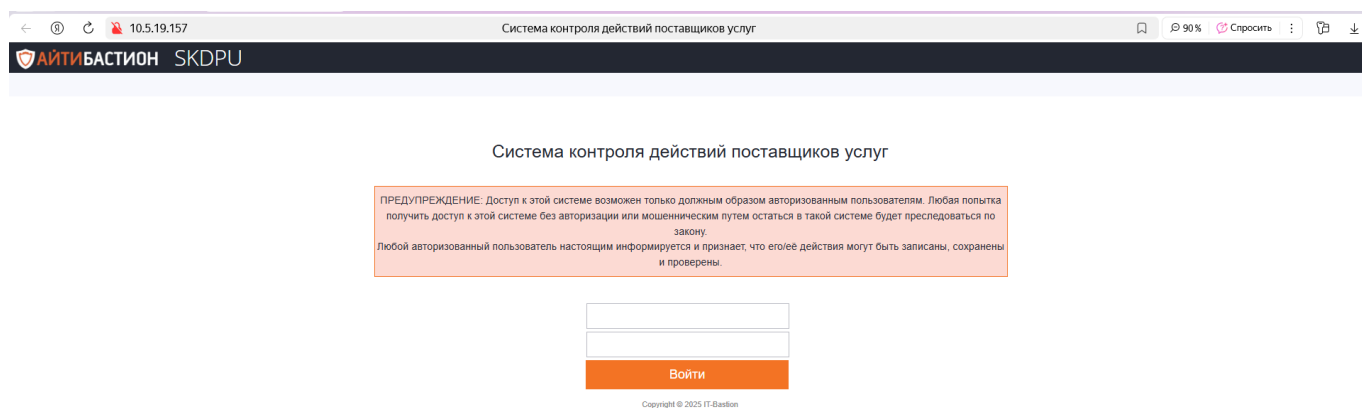 10.5.19.157
Система контроля действий поставщиков услуг
90 %
Спросить
АЙТИБАСТИОН SKDPU
Система контроля действий поставщиков услуг
ПРЕДУПРЕЖДЕНИЕ: Доступ к этой системе возможен только должным образом авторизованным пользователям. Любая попытка
получить доступ к этой системе без авторизации или мошенническим путем остаться в такой системе будет преследоваться по
закону.
Любой авторизованный пользователь настоящим информируется и признает, что его/её действия могут быть записаны, сохранены
и проверены.
Войти
Copyright © 2025 IT-Bastion